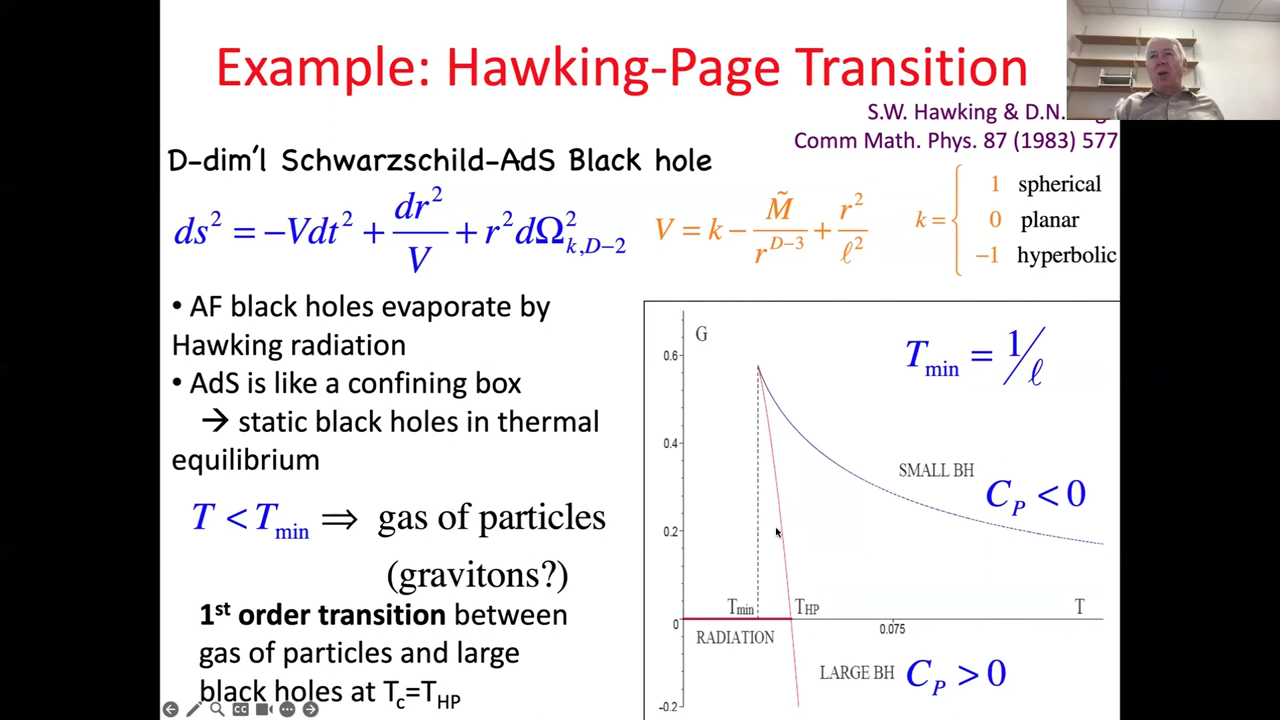 Example: Hawking-Page Transition
S.W. Hawking & D.N.
Comm Math. Phys. 87 (1983) 577
D-dim'l Schwarzschild-AdS Black hole
ds² = −Vdt² + dr²/V + r²dΩ²_{k,D−2}
V = k − M̃/r^{D−3} + r²/ℓ²
k = { 1 spherical
0 planar
−1 hyperbolic
• AF black holes evaporate by
Hawking radiation
• AdS is like a confining box
→ static black holes in thermal
equilibrium
T < T_min ⇒ gas of particles
(gravitons?)
1st order transition between
gas of particles and large
black holes at T_c=T_HP
G
T_min = 1/ℓ
0.6
0.4
SMALL BH C_P < 0
0.2
T_min T_HP T
0
0.075
RADIATION
LARGE BH C_P > 0
-0.2
CC